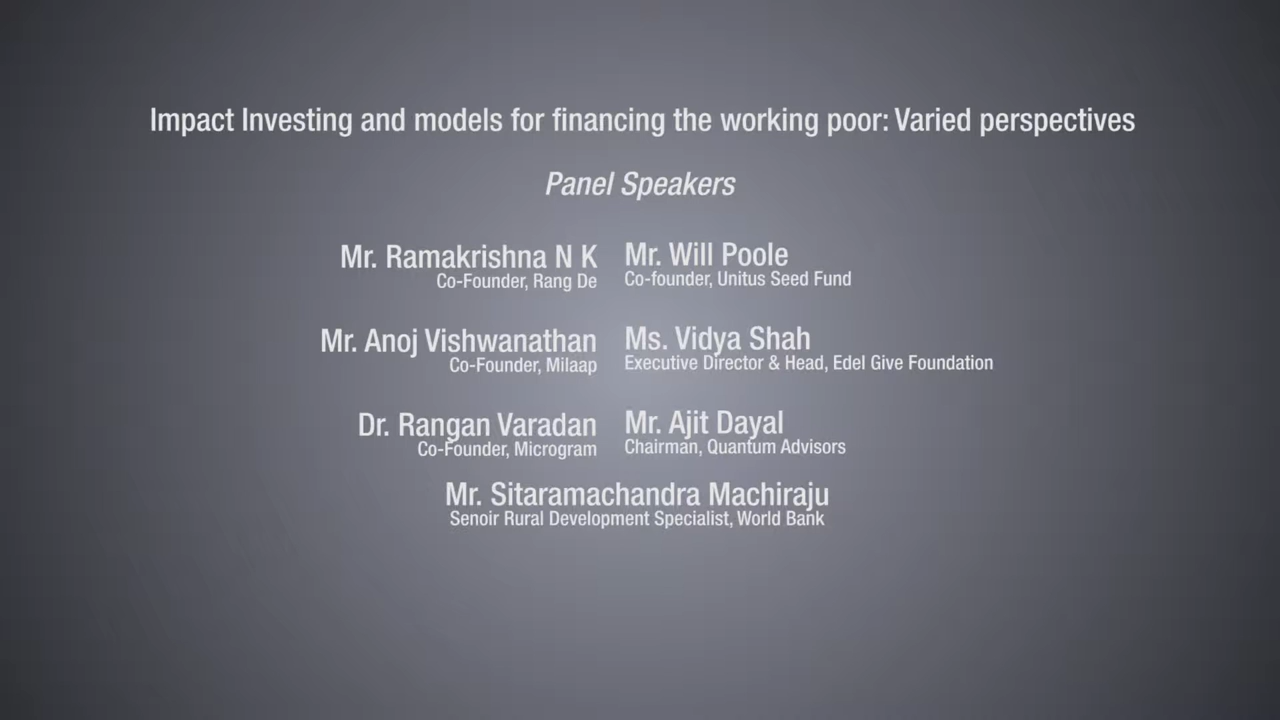 Impact Investing and models for financing the working poor: Varied perspectives
Panel Speakers
Mr. Ramakrishna N K
Co-Founder, Rang De
Mr. Will Poole
Co-founder, Unitus Seed Fund
Mr. Anoj Vishwanathan
Co-Founder, Milaap
Ms. Vidya Shah
Executive Director & Head, Edel Give Foundation
Dr. Rangan Varadan
Co-Founder, Microgram
Mr. Ajit Dayal
Chairman, Quantum Advisors
Mr. Sitaramachandra Machiraju
Senoir Rural Development Specialist, World Bank